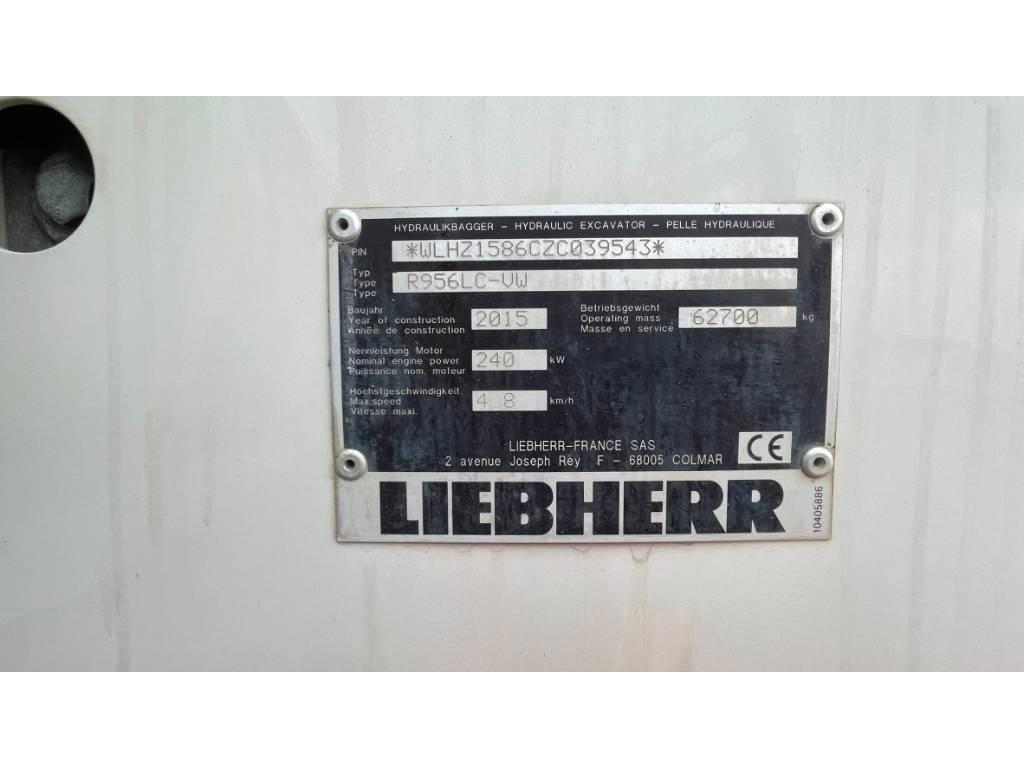 HYDRAULIKBAGGER - HYDRAULIC EXCAVATOR - PELLE HYDRAULIQUE
PIN *WLHZ1586CZC039543*
Typ
Type R956LC-VW
Type
Baujahr
Year of construction 2015
Année de construction
Betriebsgewicht
Operating mass 62700 kg
Masse en service
Nennleistung Motor
Nominal engine power 240 kW
Puissance nom. moteur
Höchstgeschwindigkeit
Max.speed 4.8 km/h
Vitesse maxi.
LIEBHERR-FRANCE SAS
2 avenue Joseph Rey F - 68005 COLMAR
CE
LIEBHERR
10405886